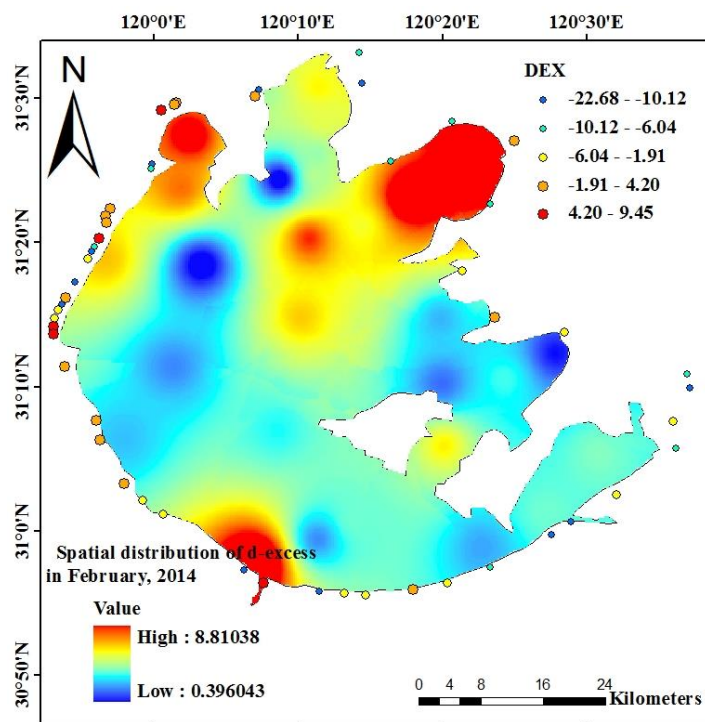 120°0'E 120°10'E 120°20'E 120°30'E
31°30'N
31°20'N
31°10'N
31°0'N
30°50'N
N
DEX
-22.68 - -10.12
-10.12 - -6.04
-6.04 - -1.91
-1.91 - 4.20
4.20 - 9.45
Spatial distribution of d-excess
in February, 2014
Value
High : 8.81038
Low : 0.396043
0 4 8 16 24
Kilometers